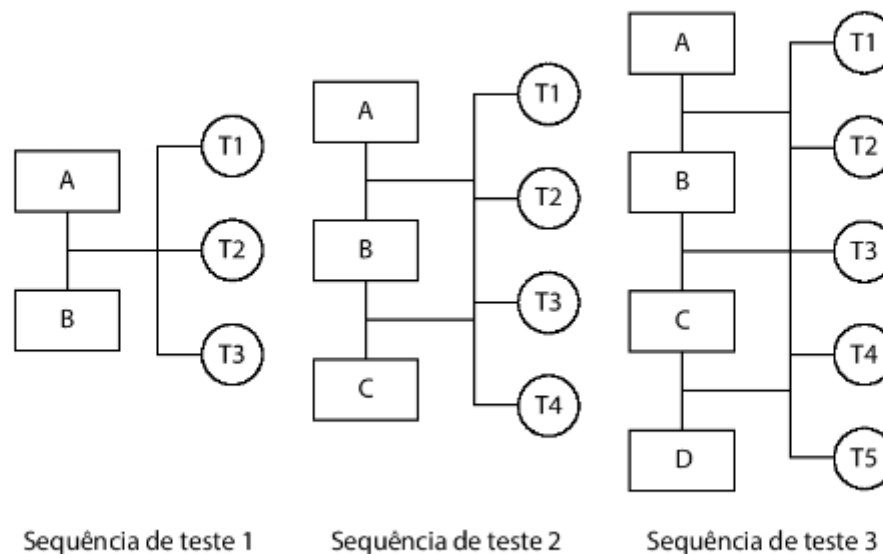 A
B
T1
T2
T3
Sequência de teste 1
A
B
C
T1
T2
T3
T4
Sequência de teste 2
A
B
C
D
T1
T2
T3
T4
T5
Sequência de teste 3